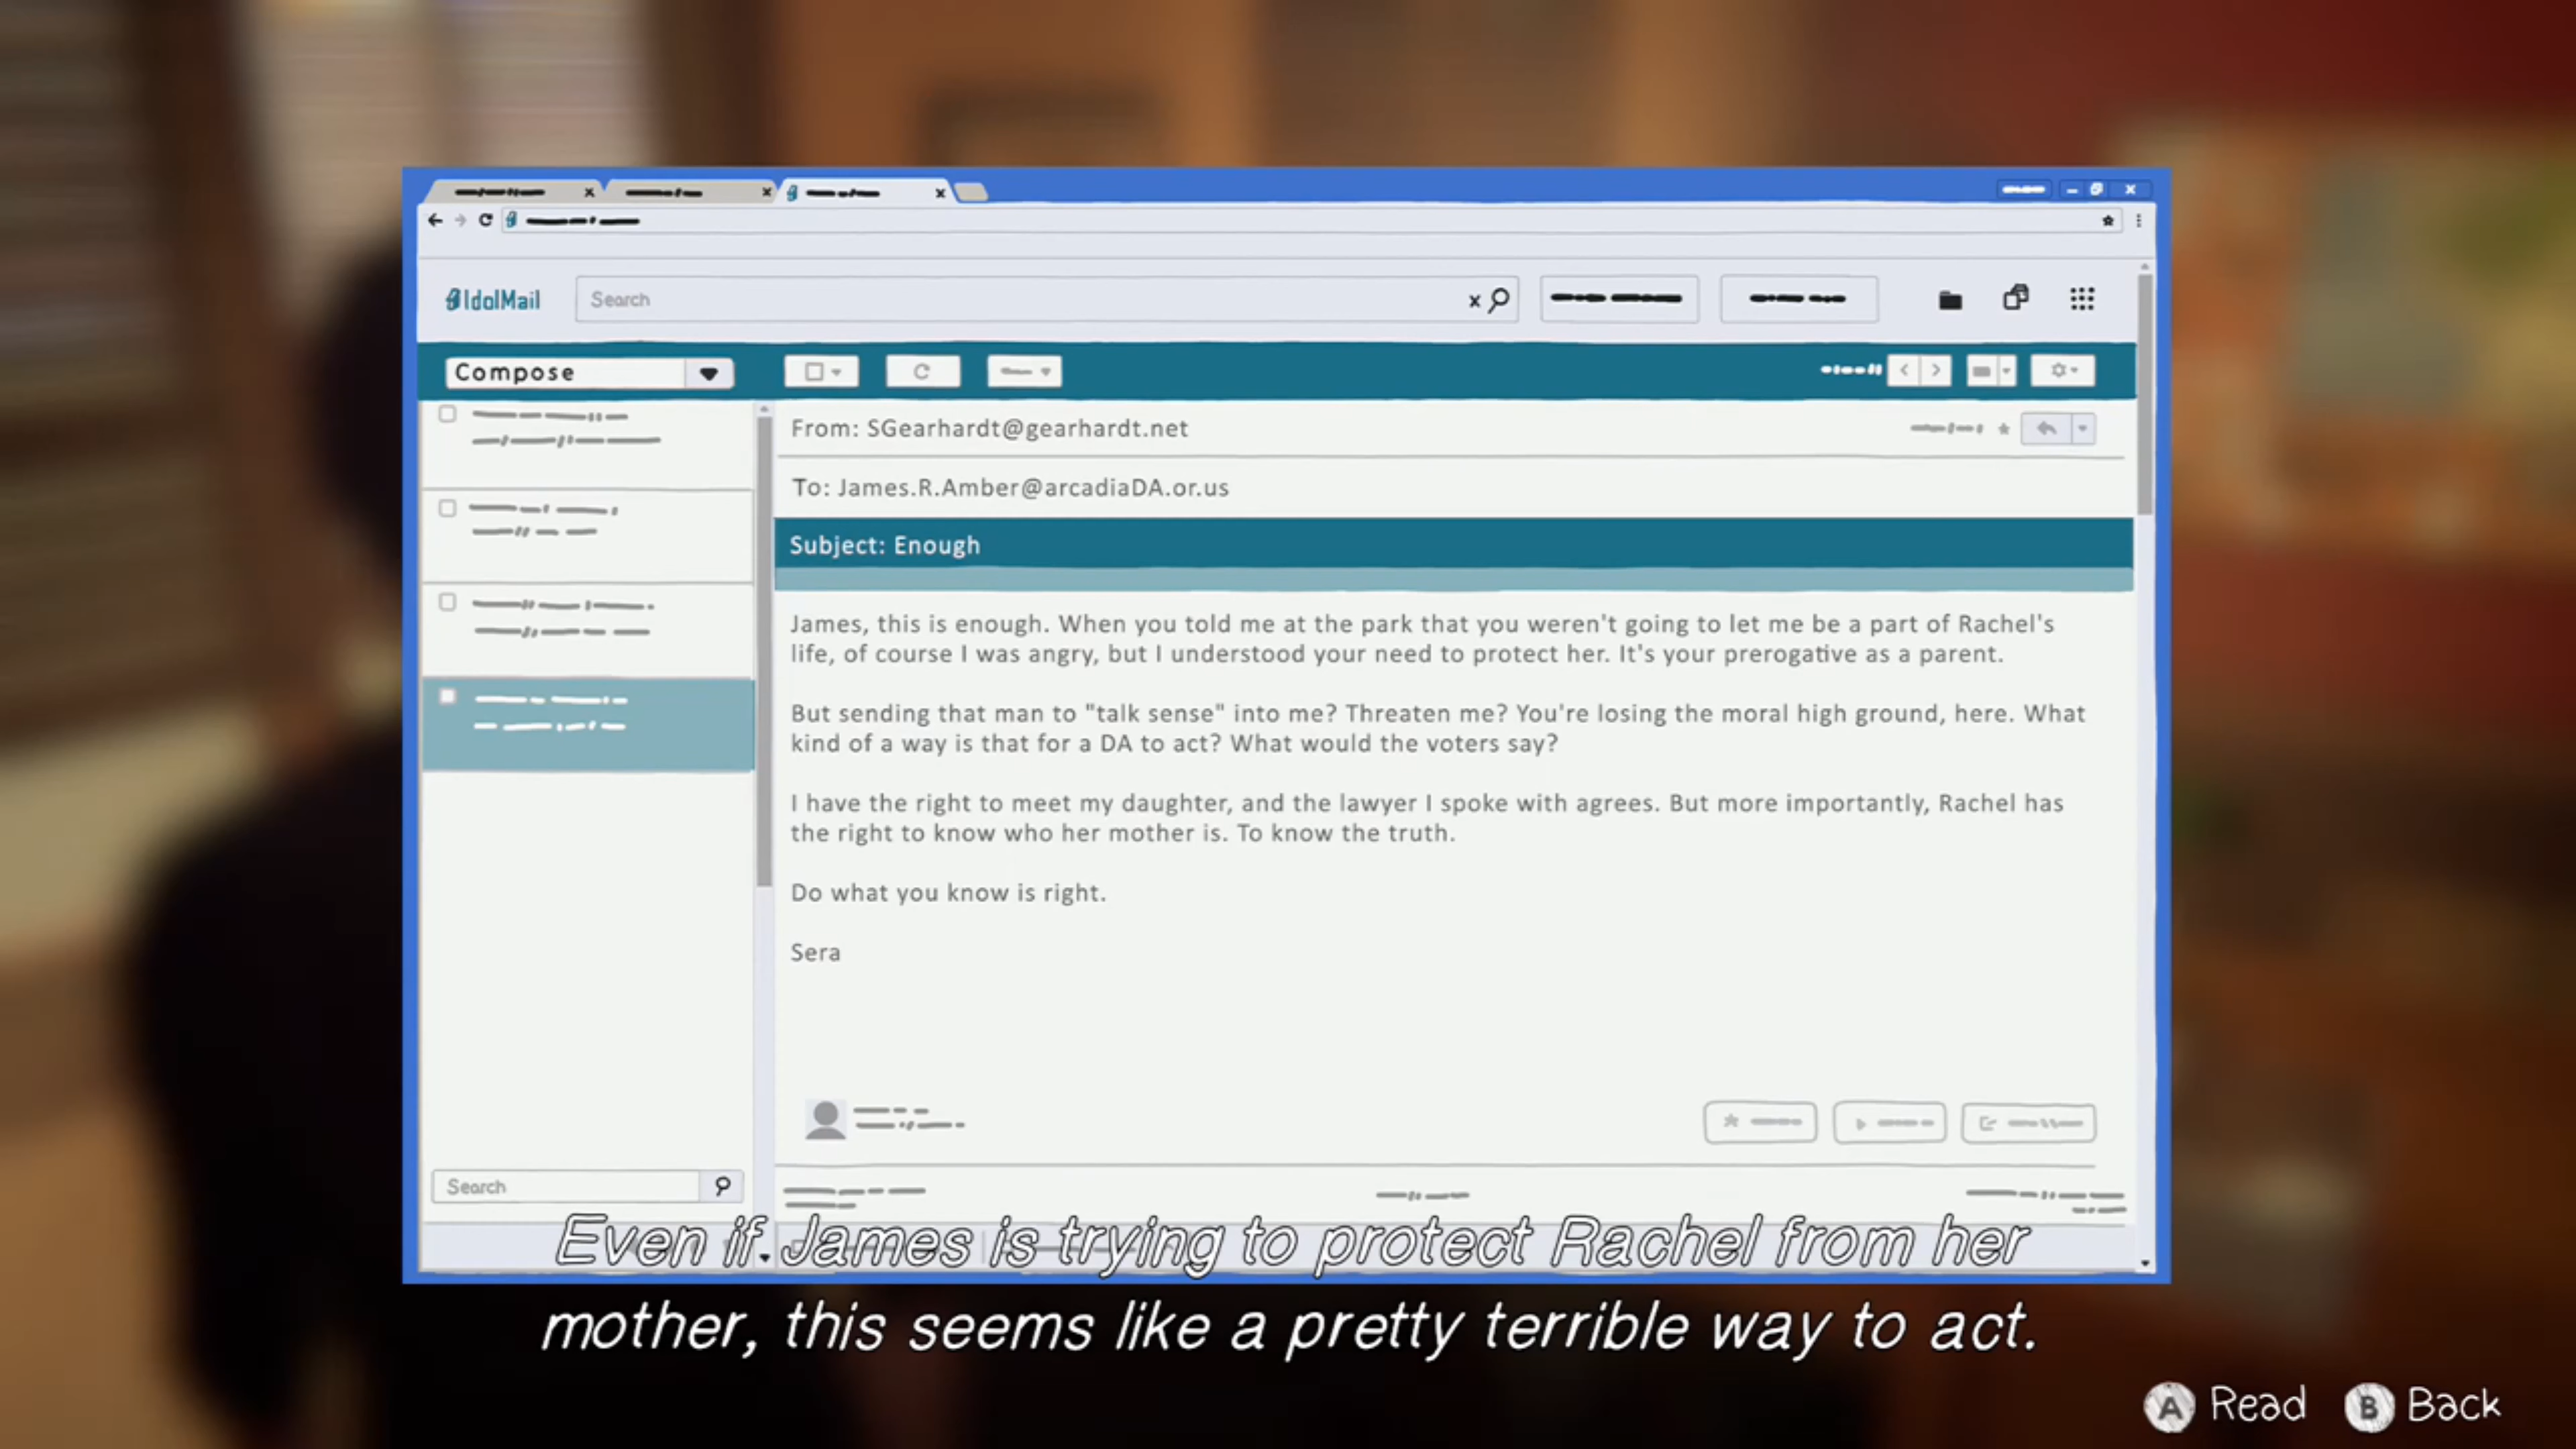 IdolMail
Search
Compose
From: SGearhardt@gearhardt.net
To: James.R.Amber@arcadiaDA.or.us
Subject: Enough
James, this is enough. When you told me at the park that you weren't going to let me be a part of Rachel's
life, of course I was angry, but I understood your need to protect her. It's your prerogative as a parent.
But sending that man to "talk sense" into me? Threaten me? You're losing the moral high ground, here. What
kind of a way is that for a DA to act? What would the voters say?
I have the right to meet my daughter, and the lawyer I spoke with agrees. But more importantly, Rachel has
the right to know who her mother is. To know the truth.
Do what you know is right.
Sera
Search
Even if James is trying to protect Rachel from her
mother, this seems like a pretty terrible way to act.
A Read B Back